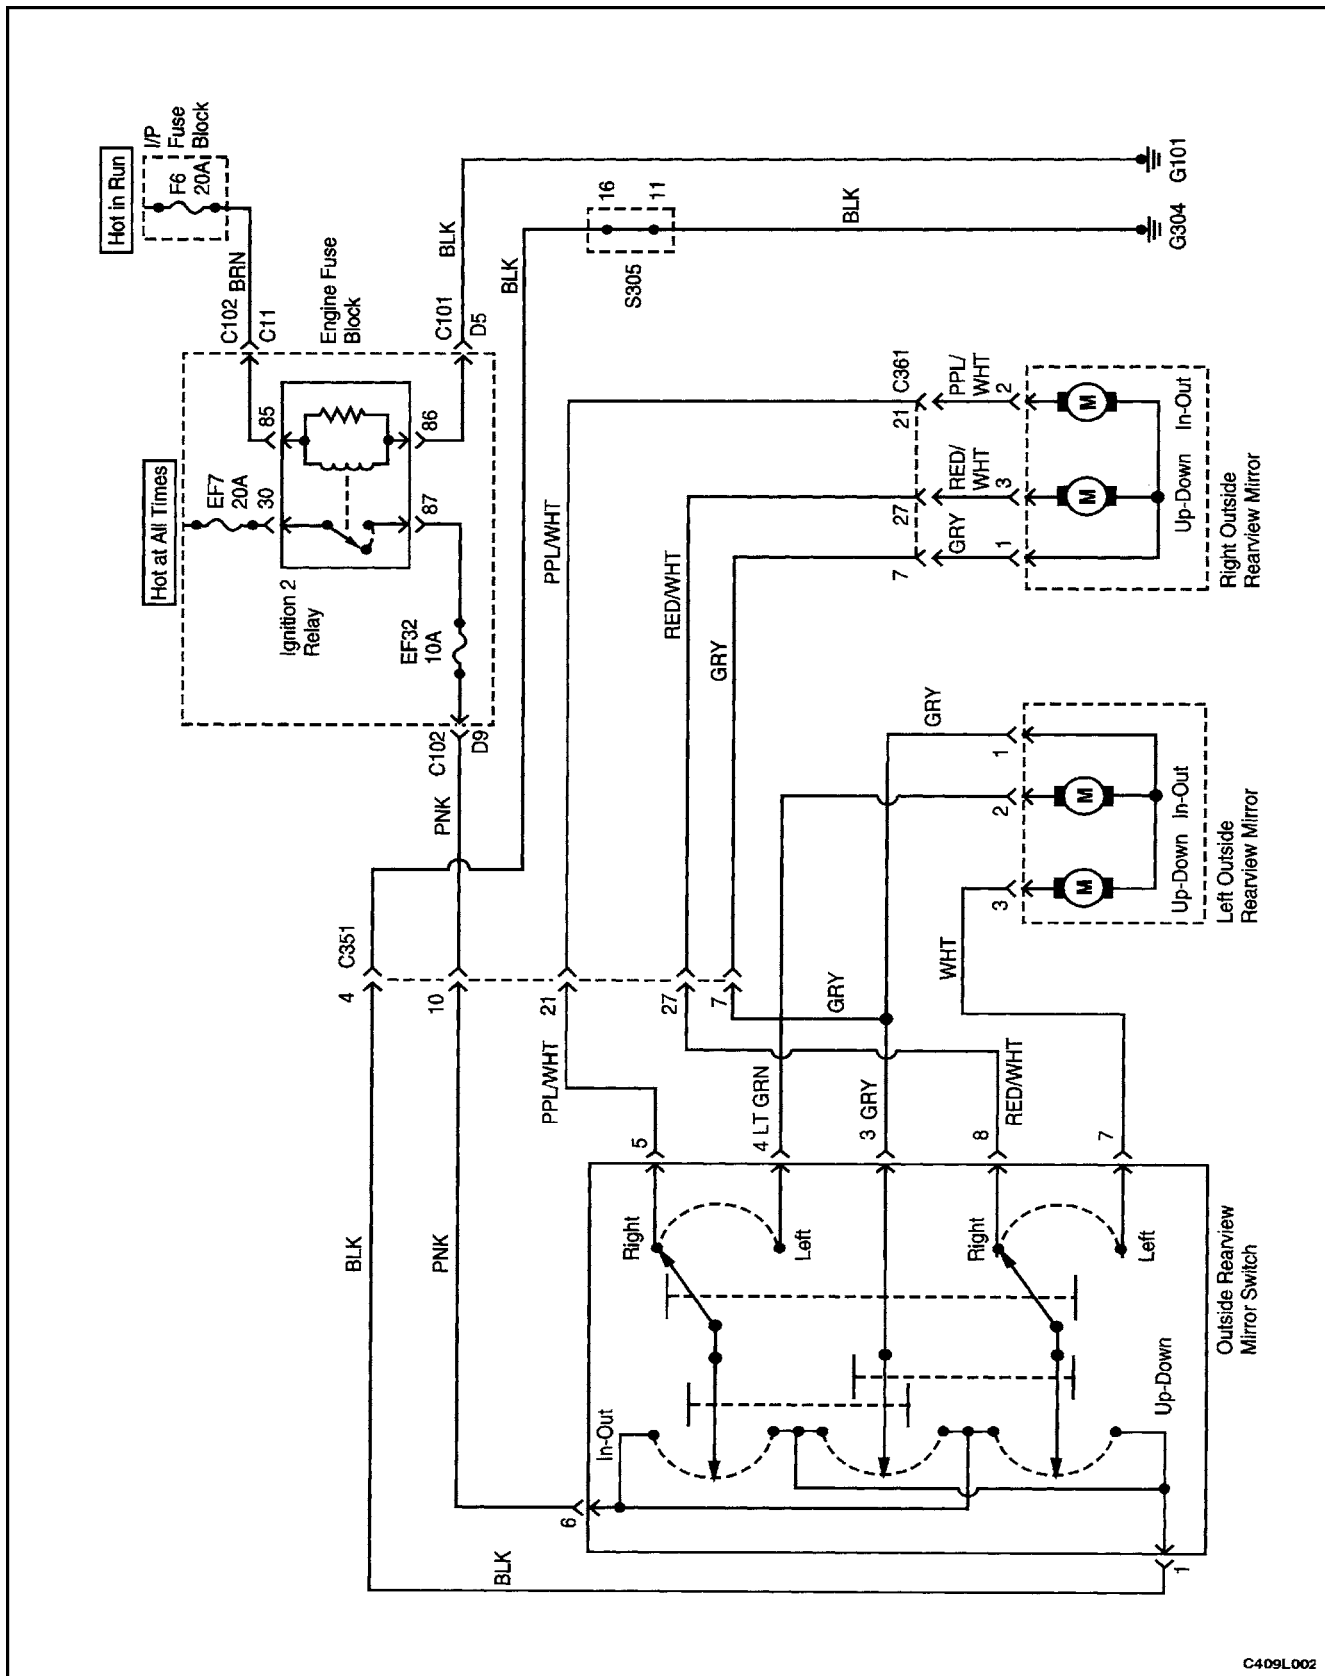 Hot in Run
I/P
Fuse
Block
F6
20A
BRN
C102
C11
Hot at All Times
EF7
20A
30
85
86
87
Ignition 2
Relay
Engine Fuse
Block
EF32
10A
C101
D5
BLK
G101
C102
D9
PNK
BLK
S305
16
11
BLK
G304
C351
4
10
21
27
7
PPL/WHT
RED/WHT
GRY
C361
21
27
7
PPL/
WHT
RED/
WHT
GRY
2
3
1
M
M
In-Out
Up-Down
Right Outside
Rearview Mirror
GRY
1
2
3
M
M
In-Out
Up-Down
Left Outside
Rearview Mirror
WHT
GRY
PPL/WHT
5
4 LT GRN
3 GRY
8
RED/WHT
7
BLK
PNK
Right
Left
Right
Left
In-Out
Up-Down
Outside Rearview
Mirror Switch
6
1
BLK
C409L002